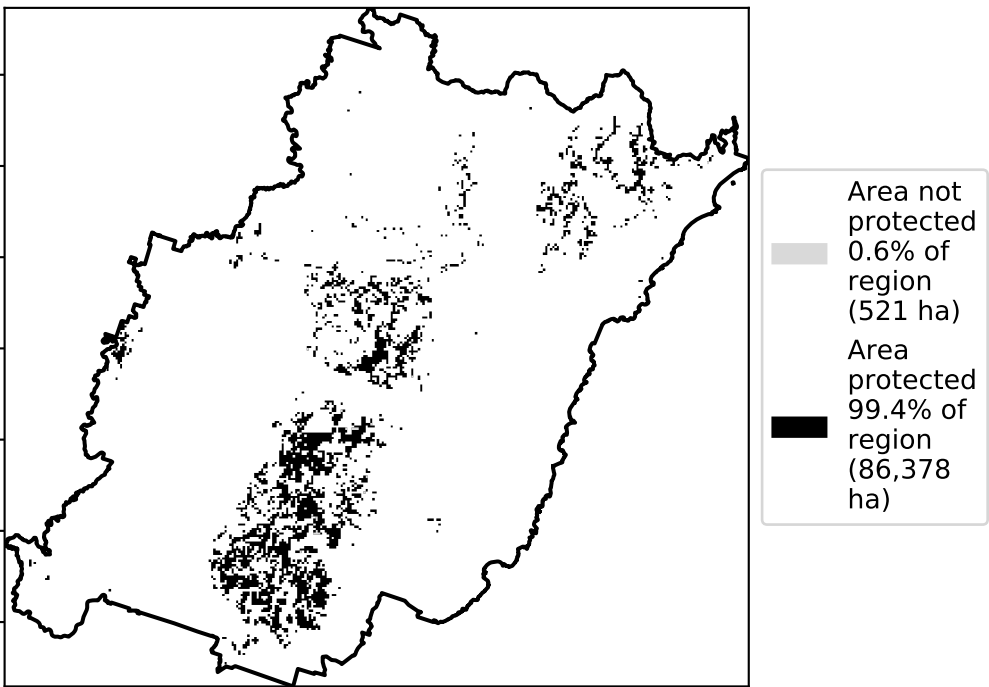 Area not
protected
0.6% of
region
(521 ha)
Area
protected
99.4% of
region
(86,378
ha)